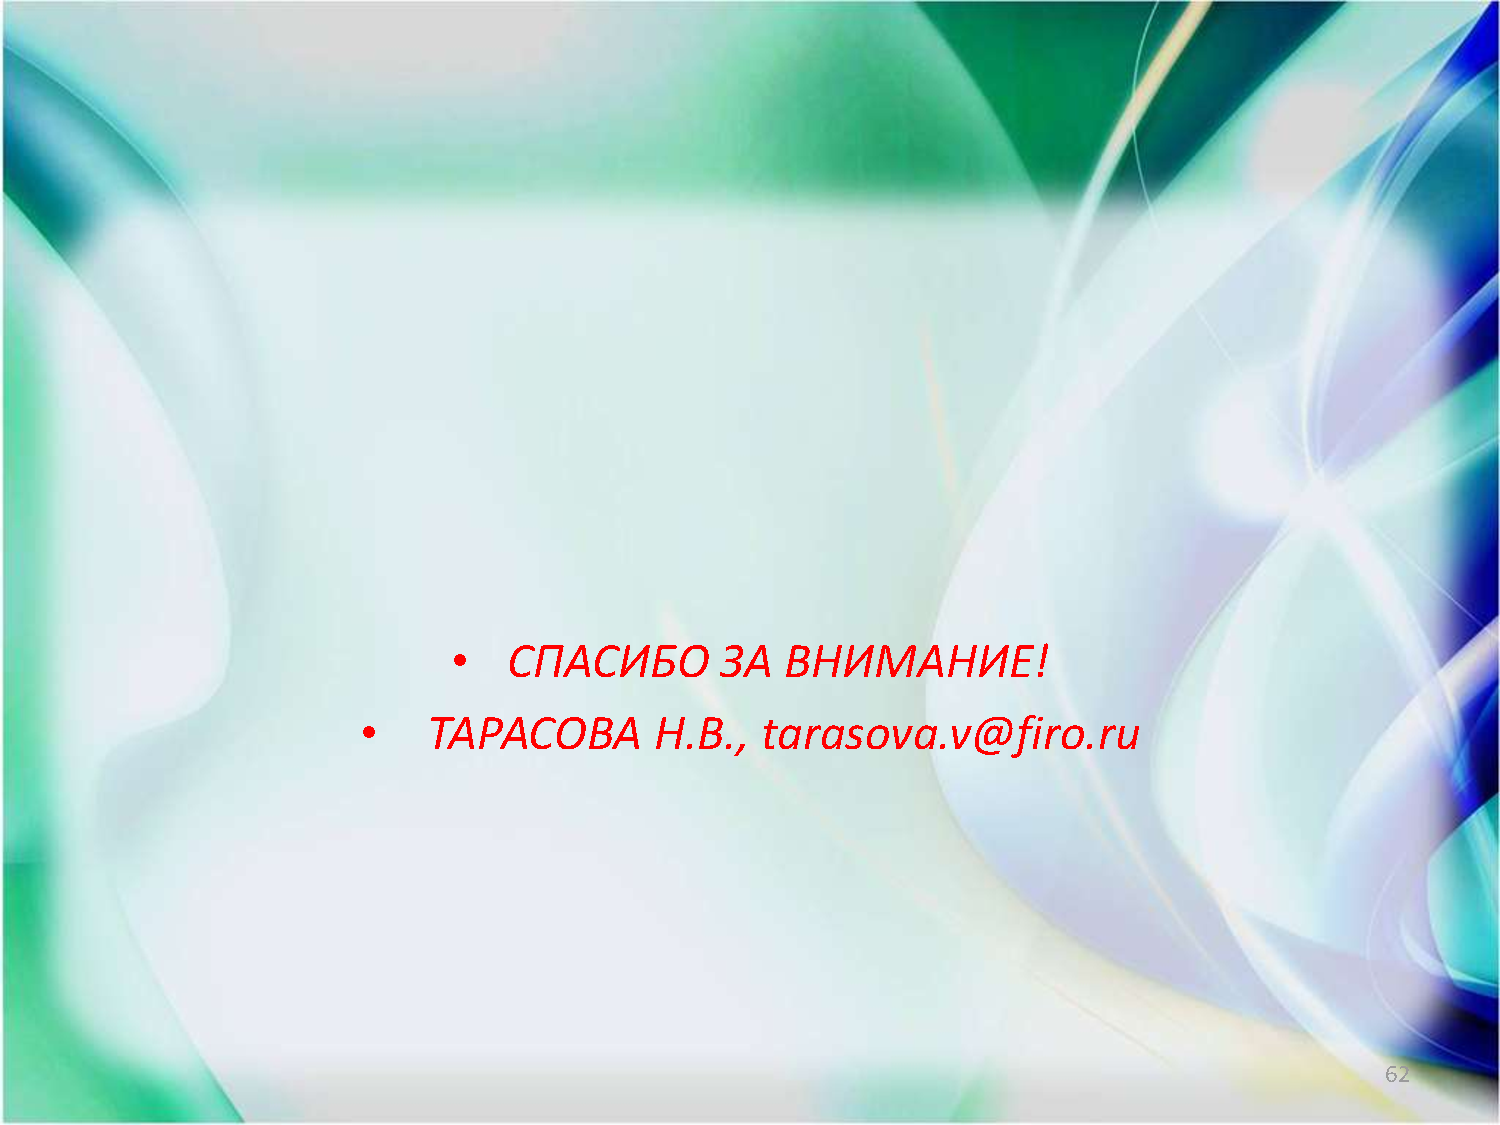 • СПАСИБО ЗА ВНИМАНИЕ!
• ТАРАСОВА Н.В., tarasova.v@firo.ru
62